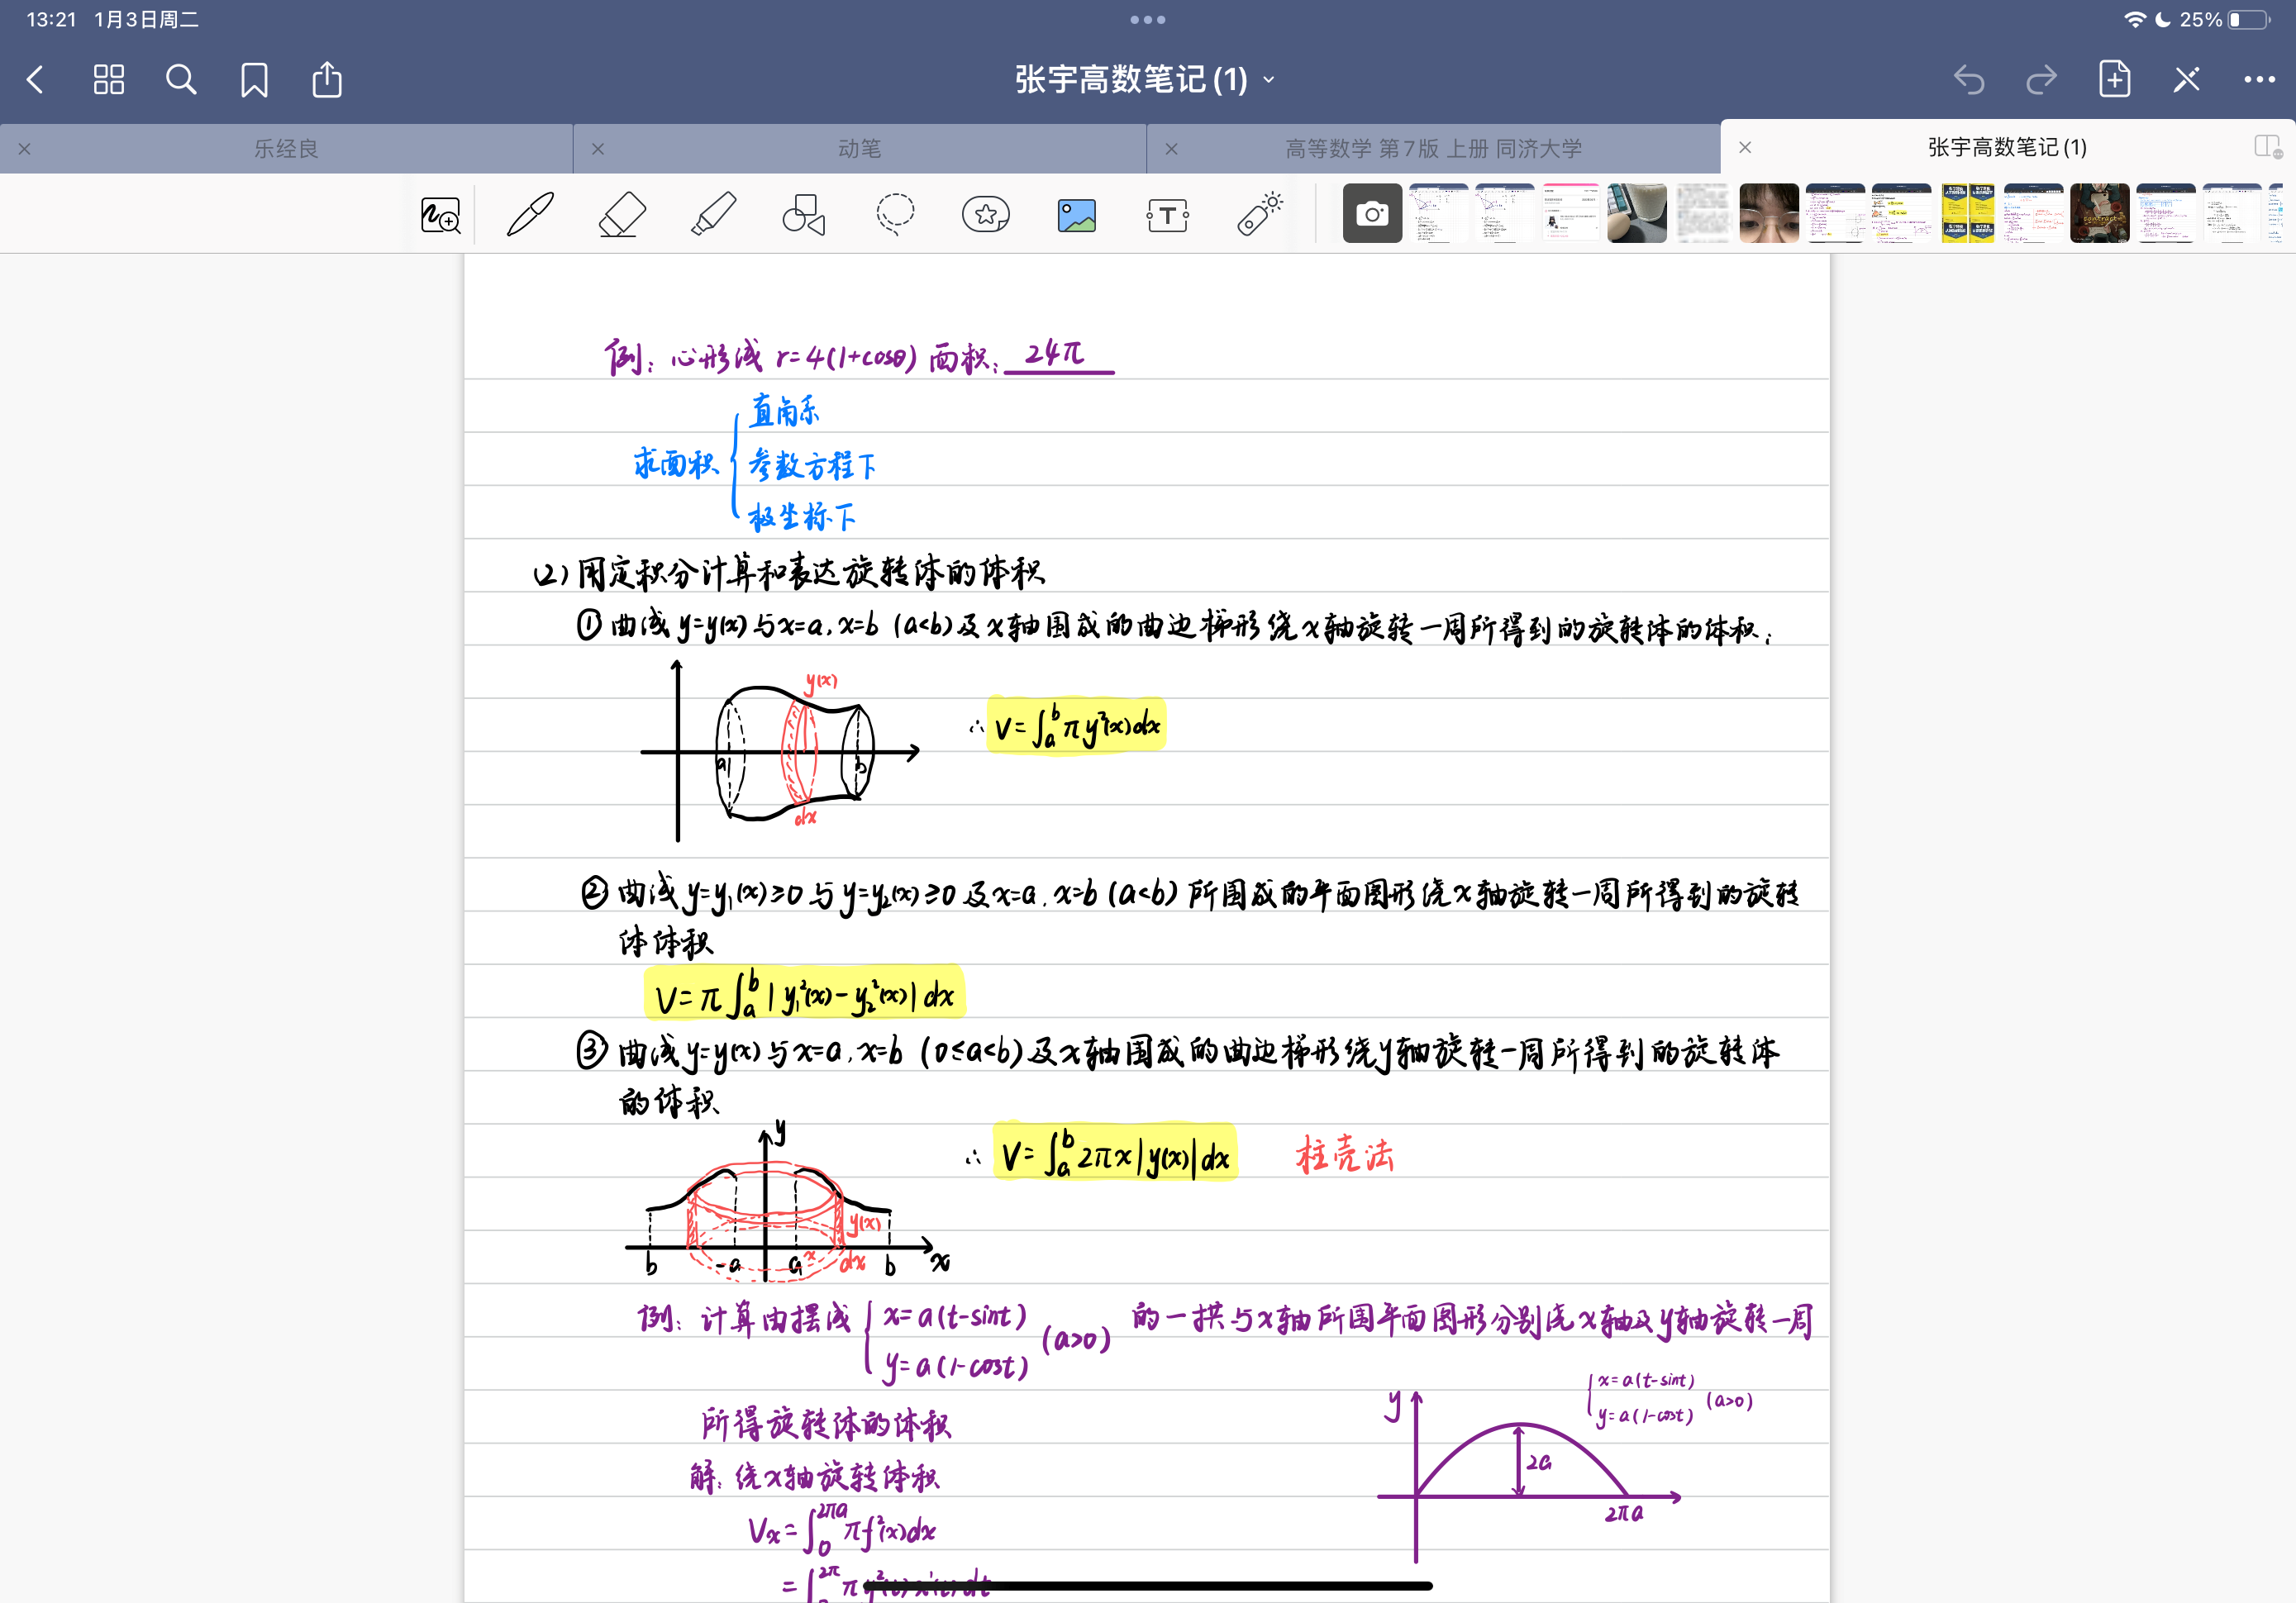 13:21 1月3日周二
25%
张宇高数笔记(1)
乐经良
动笔
高等数学 第7版 上册 同济大学
张宇高数笔记(1)
例：心形线 r=4(1+cosθ) 面积：24π
求面积
直角系
参数方程下
极坐标下
(2) 用定积分计算和表达旋转体的体积
① 曲线 y=y(x) 与 x=a, x=b (a<b) 及 x轴围成的曲边梯形绕 x轴旋转一周所得到的旋转体的体积：
y(x)
a
b
dx
∴ V=∫_a^b πy²(x)dx
② 曲线 y=y₁(x)≥0 与 y=y₂(x)≥0 及 x=a, x=b (a<b) 所围成的平面图形绕 x轴旋转一周所得到的旋转
体体积
V=π∫_a^b |y₁²(x)-y₂²(x)|dx
③ 曲线 y=y(x) 与 x=a, x=b (0≤a<b) 及 x轴围成的曲边梯形绕 y轴旋转一周所得到的旋转体
的体积
y
∴ V=∫_a^b 2πx|y(x)|dx 柱壳法
y(x)
b -a a x dx b x
例：计算由摆线 { x=a(t-sint) (a>0) 的一拱与 x轴所围平面图形分别绕 x轴及 y轴旋转一周
y=a(1-cost)
所得旋转体的体积
{ x=a(t-sint)
y=a(1-cost) (a>0)
y
2a
2πa
解：绕 x轴旋转体积
Vx=∫_0^{2πa} πf²(x)dx
=∫^{2π} π y²(t) x'(t) dt